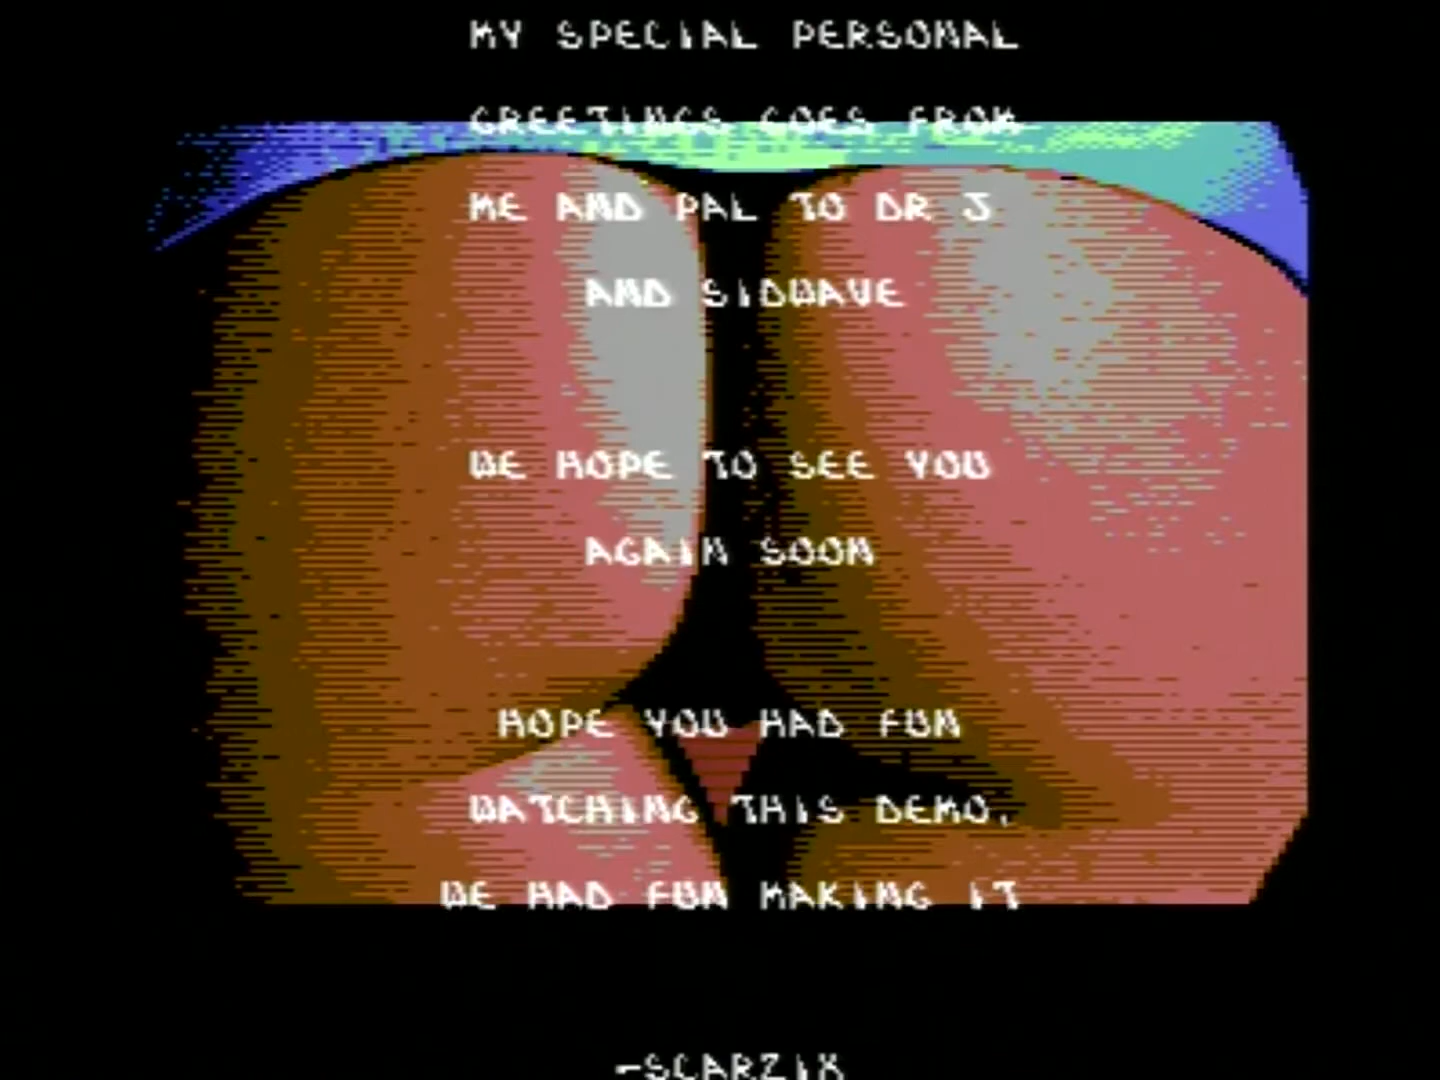 MY SPECIAL PERSONAL
GREETINGS GOES FROM
ME AND PAL TO DR J
AND SIDWAVE
WE HOPE TO SEE YOU
AGAIN SOON
HOPE YOU HAD FUN
WATCHING THIS DEMO,
WE HAD FUN MAKING IT
-SCARZIX